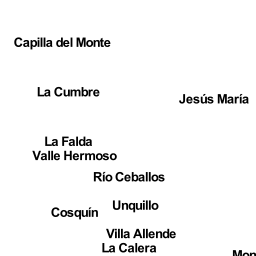 Capilla del Monte
La Cumbre
Jesús María
La Falda
Valle Hermoso
Río Ceballos
Unquillo
Cosquín
Villa Allende
La Calera
Mon